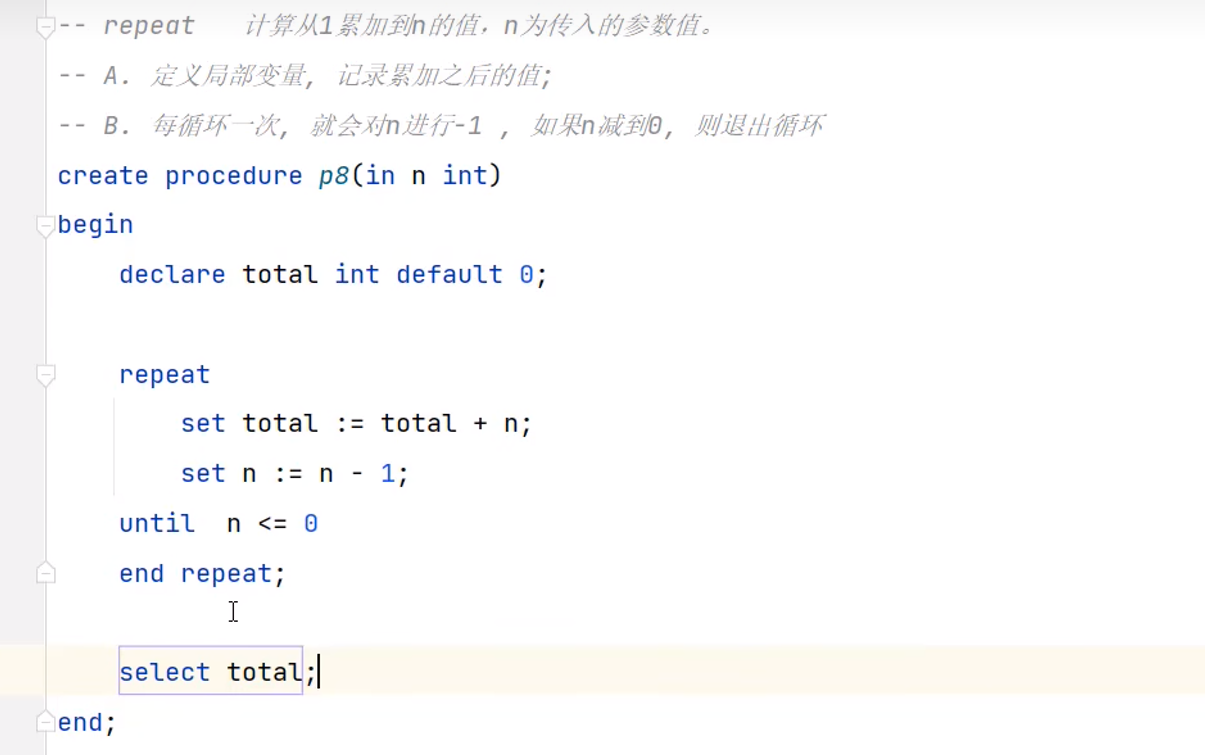 -- repeat   计算从1累加到n的值，n为传入的参数值。
-- A. 定义局部变量, 记录累加之后的值;
-- B. 每循环一次, 就会对n进行-1 , 如果n减到0, 则退出循环
create procedure p8(in n int)
begin
    declare total int default 0;
    repeat
        set total := total + n;
        set n := n - 1;
    until  n <= 0
    end repeat;
    select total;
end;